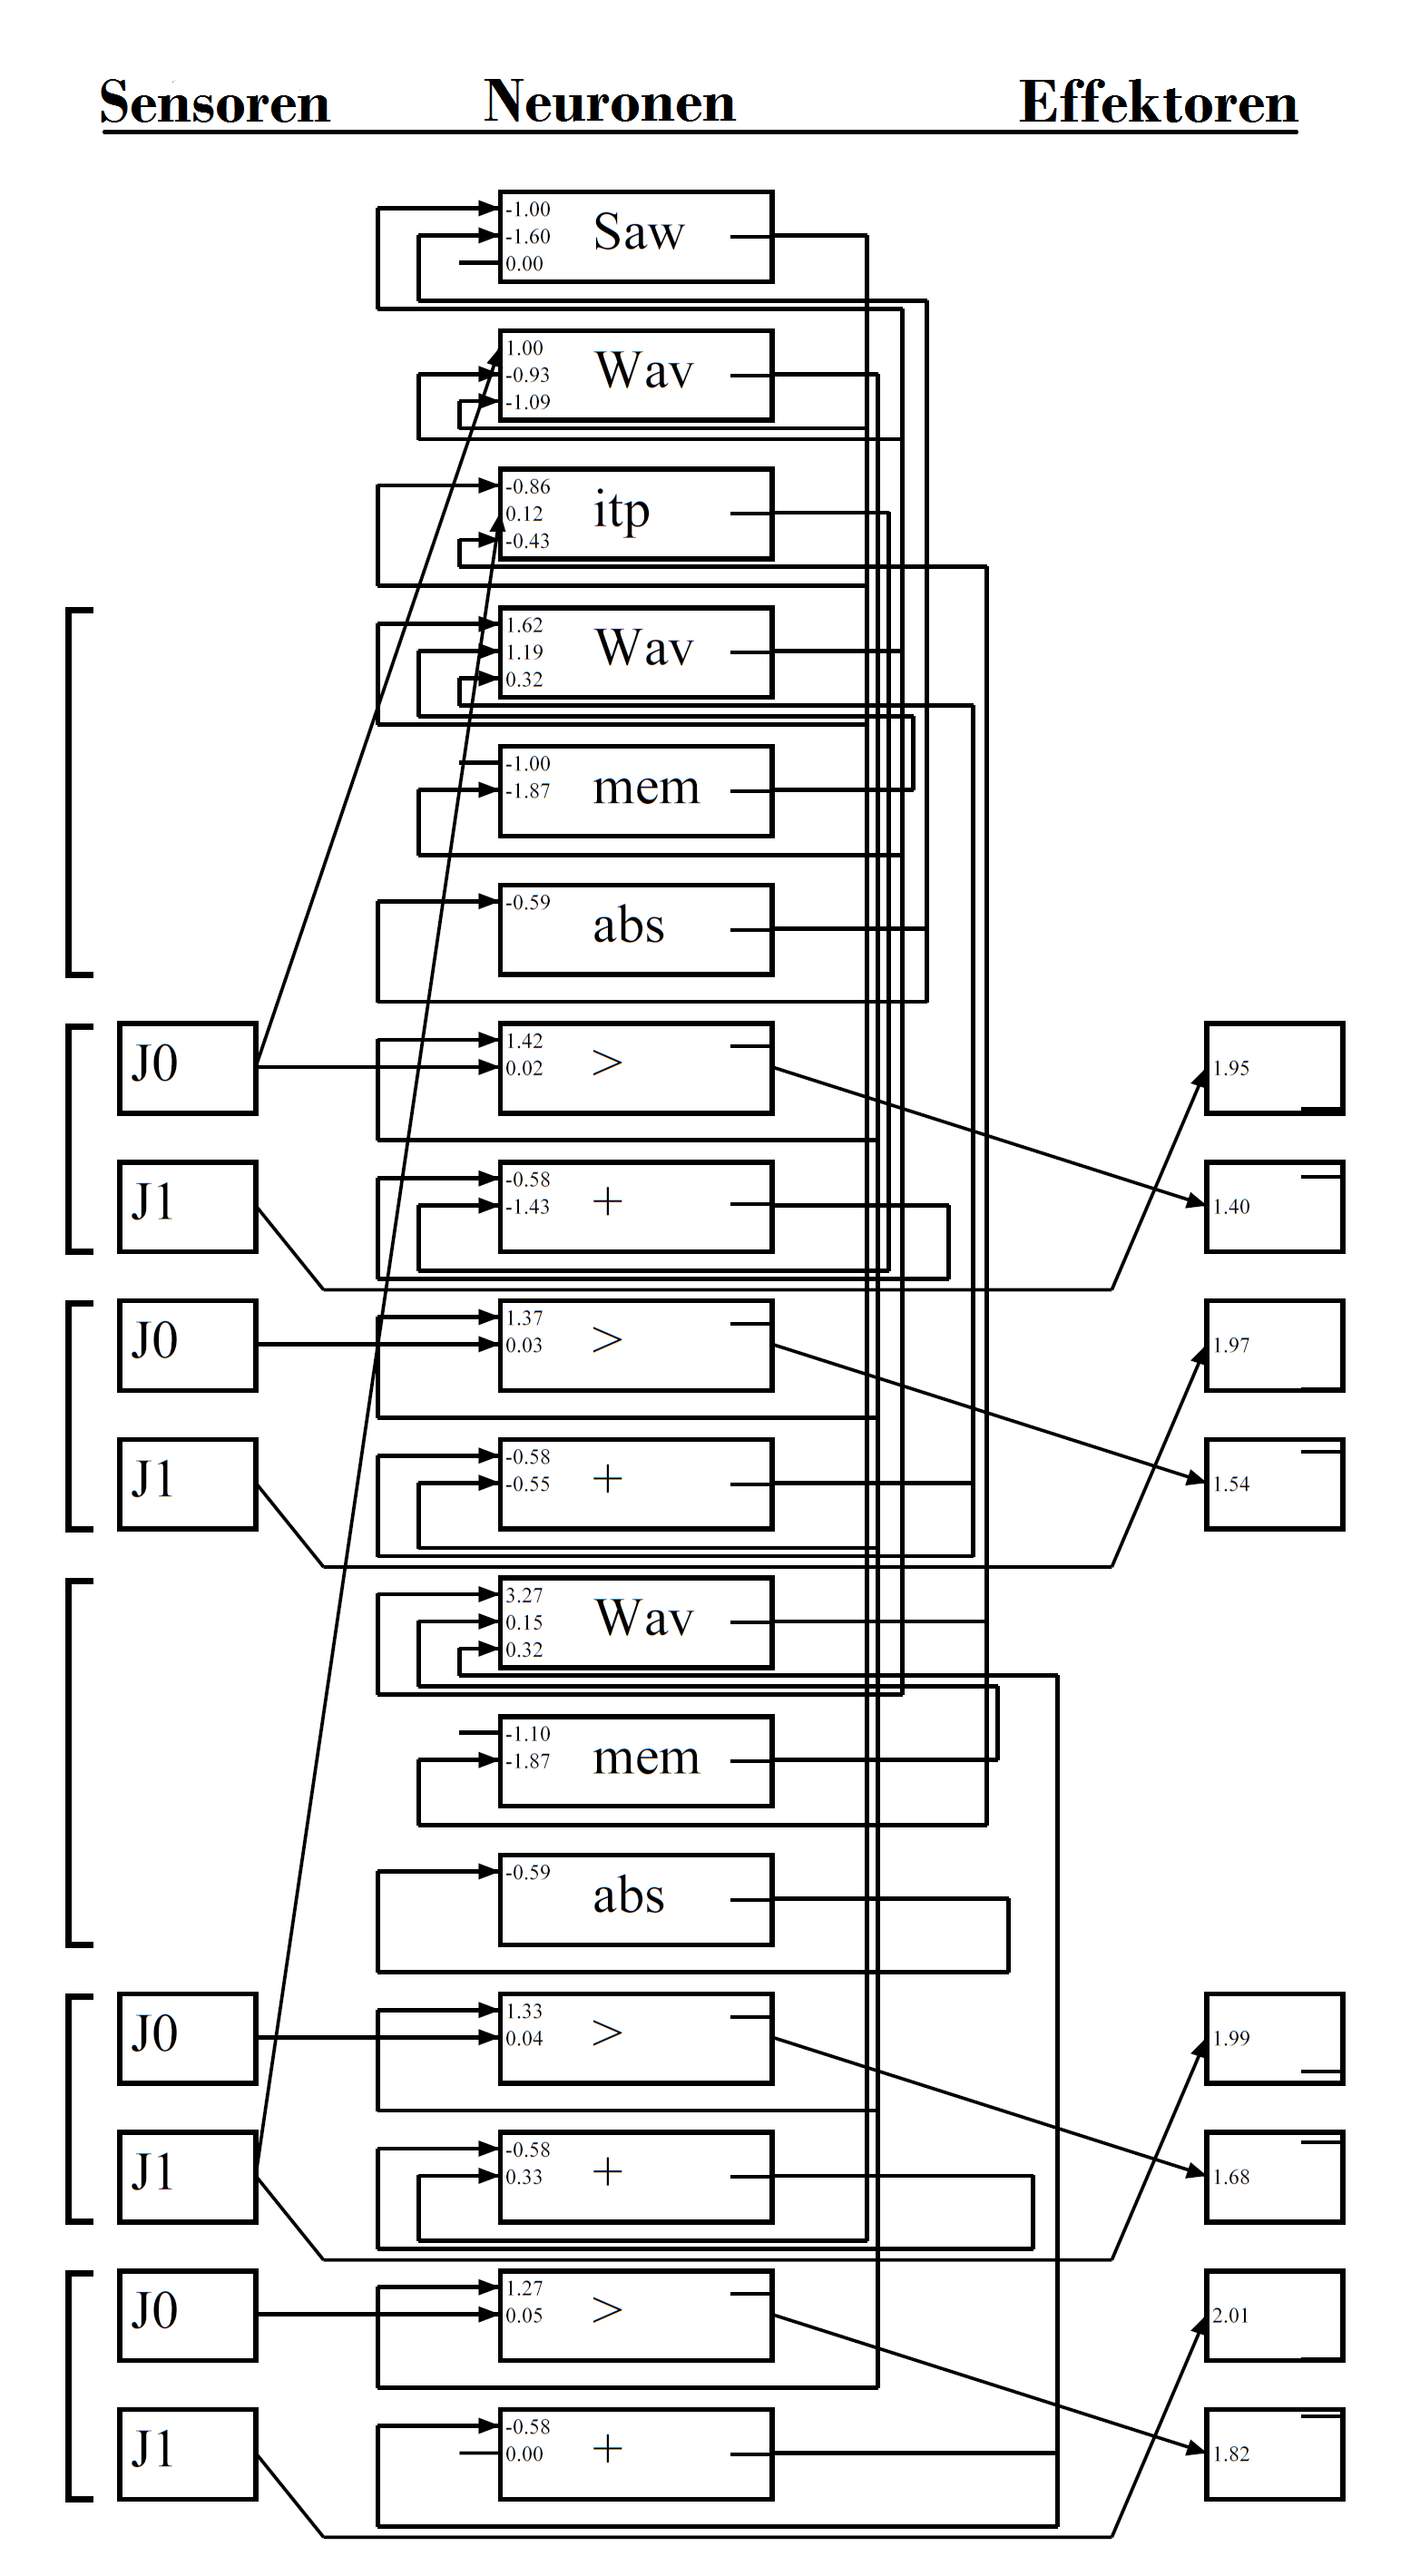 Sensoren Neuronen Effektoren
-1.00
-1.60 Saw
0.00
1.00
-0.93 Wav
-1.09
-0.86
0.12 itp
-0.43
1.62
1.19 Wav
0.32
-1.00
-1.87 mem
-0.59
abs
1.42
J0 0.02 > 1.95
-0.58
J1 -1.43 + 1.40
1.37
J0 0.03 > 1.97
-0.58
J1 -0.55 + 1.54
3.27
0.15 Wav
0.32
-1.10
-1.87 mem
-0.59
abs
1.33
J0 0.04 > 1.99
-0.58
J1 0.33 + 1.68
1.27
J0 0.05 > 2.01
-0.58
J1 0.00 + 1.82